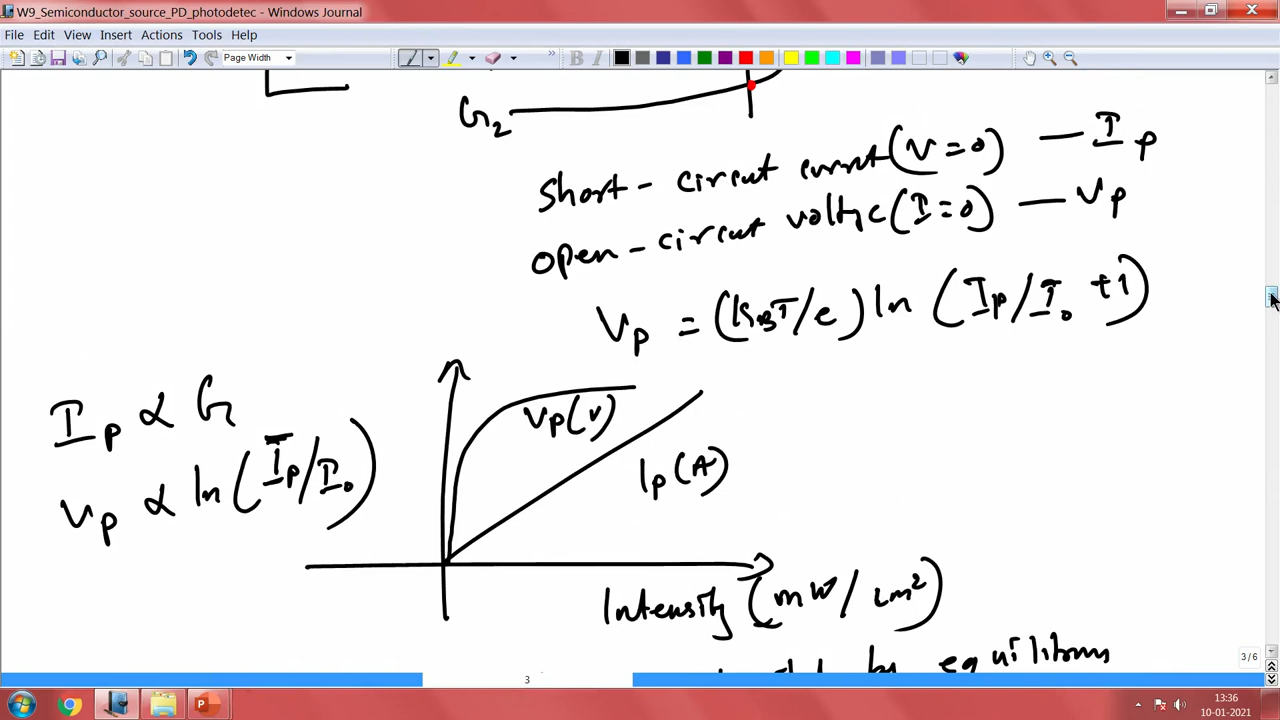 W9_Semiconductor_source_PD_photodetec - Windows Journal
File Edit View Insert Actions Tools Help
Page Width
G₂
Short-circuit current (V=0) — Ip
open-circuit voltage (I=0) — Vp
Vp = (kBT/e) ln (Ip/I₀ +1)
Ip ∝ G
Vp ∝ ln (Ip/I₀)
Vp(V)
Ip(A)
Intensity (mW/cm²)
by equilibrium
3/6
3
13:36
10-01-2021